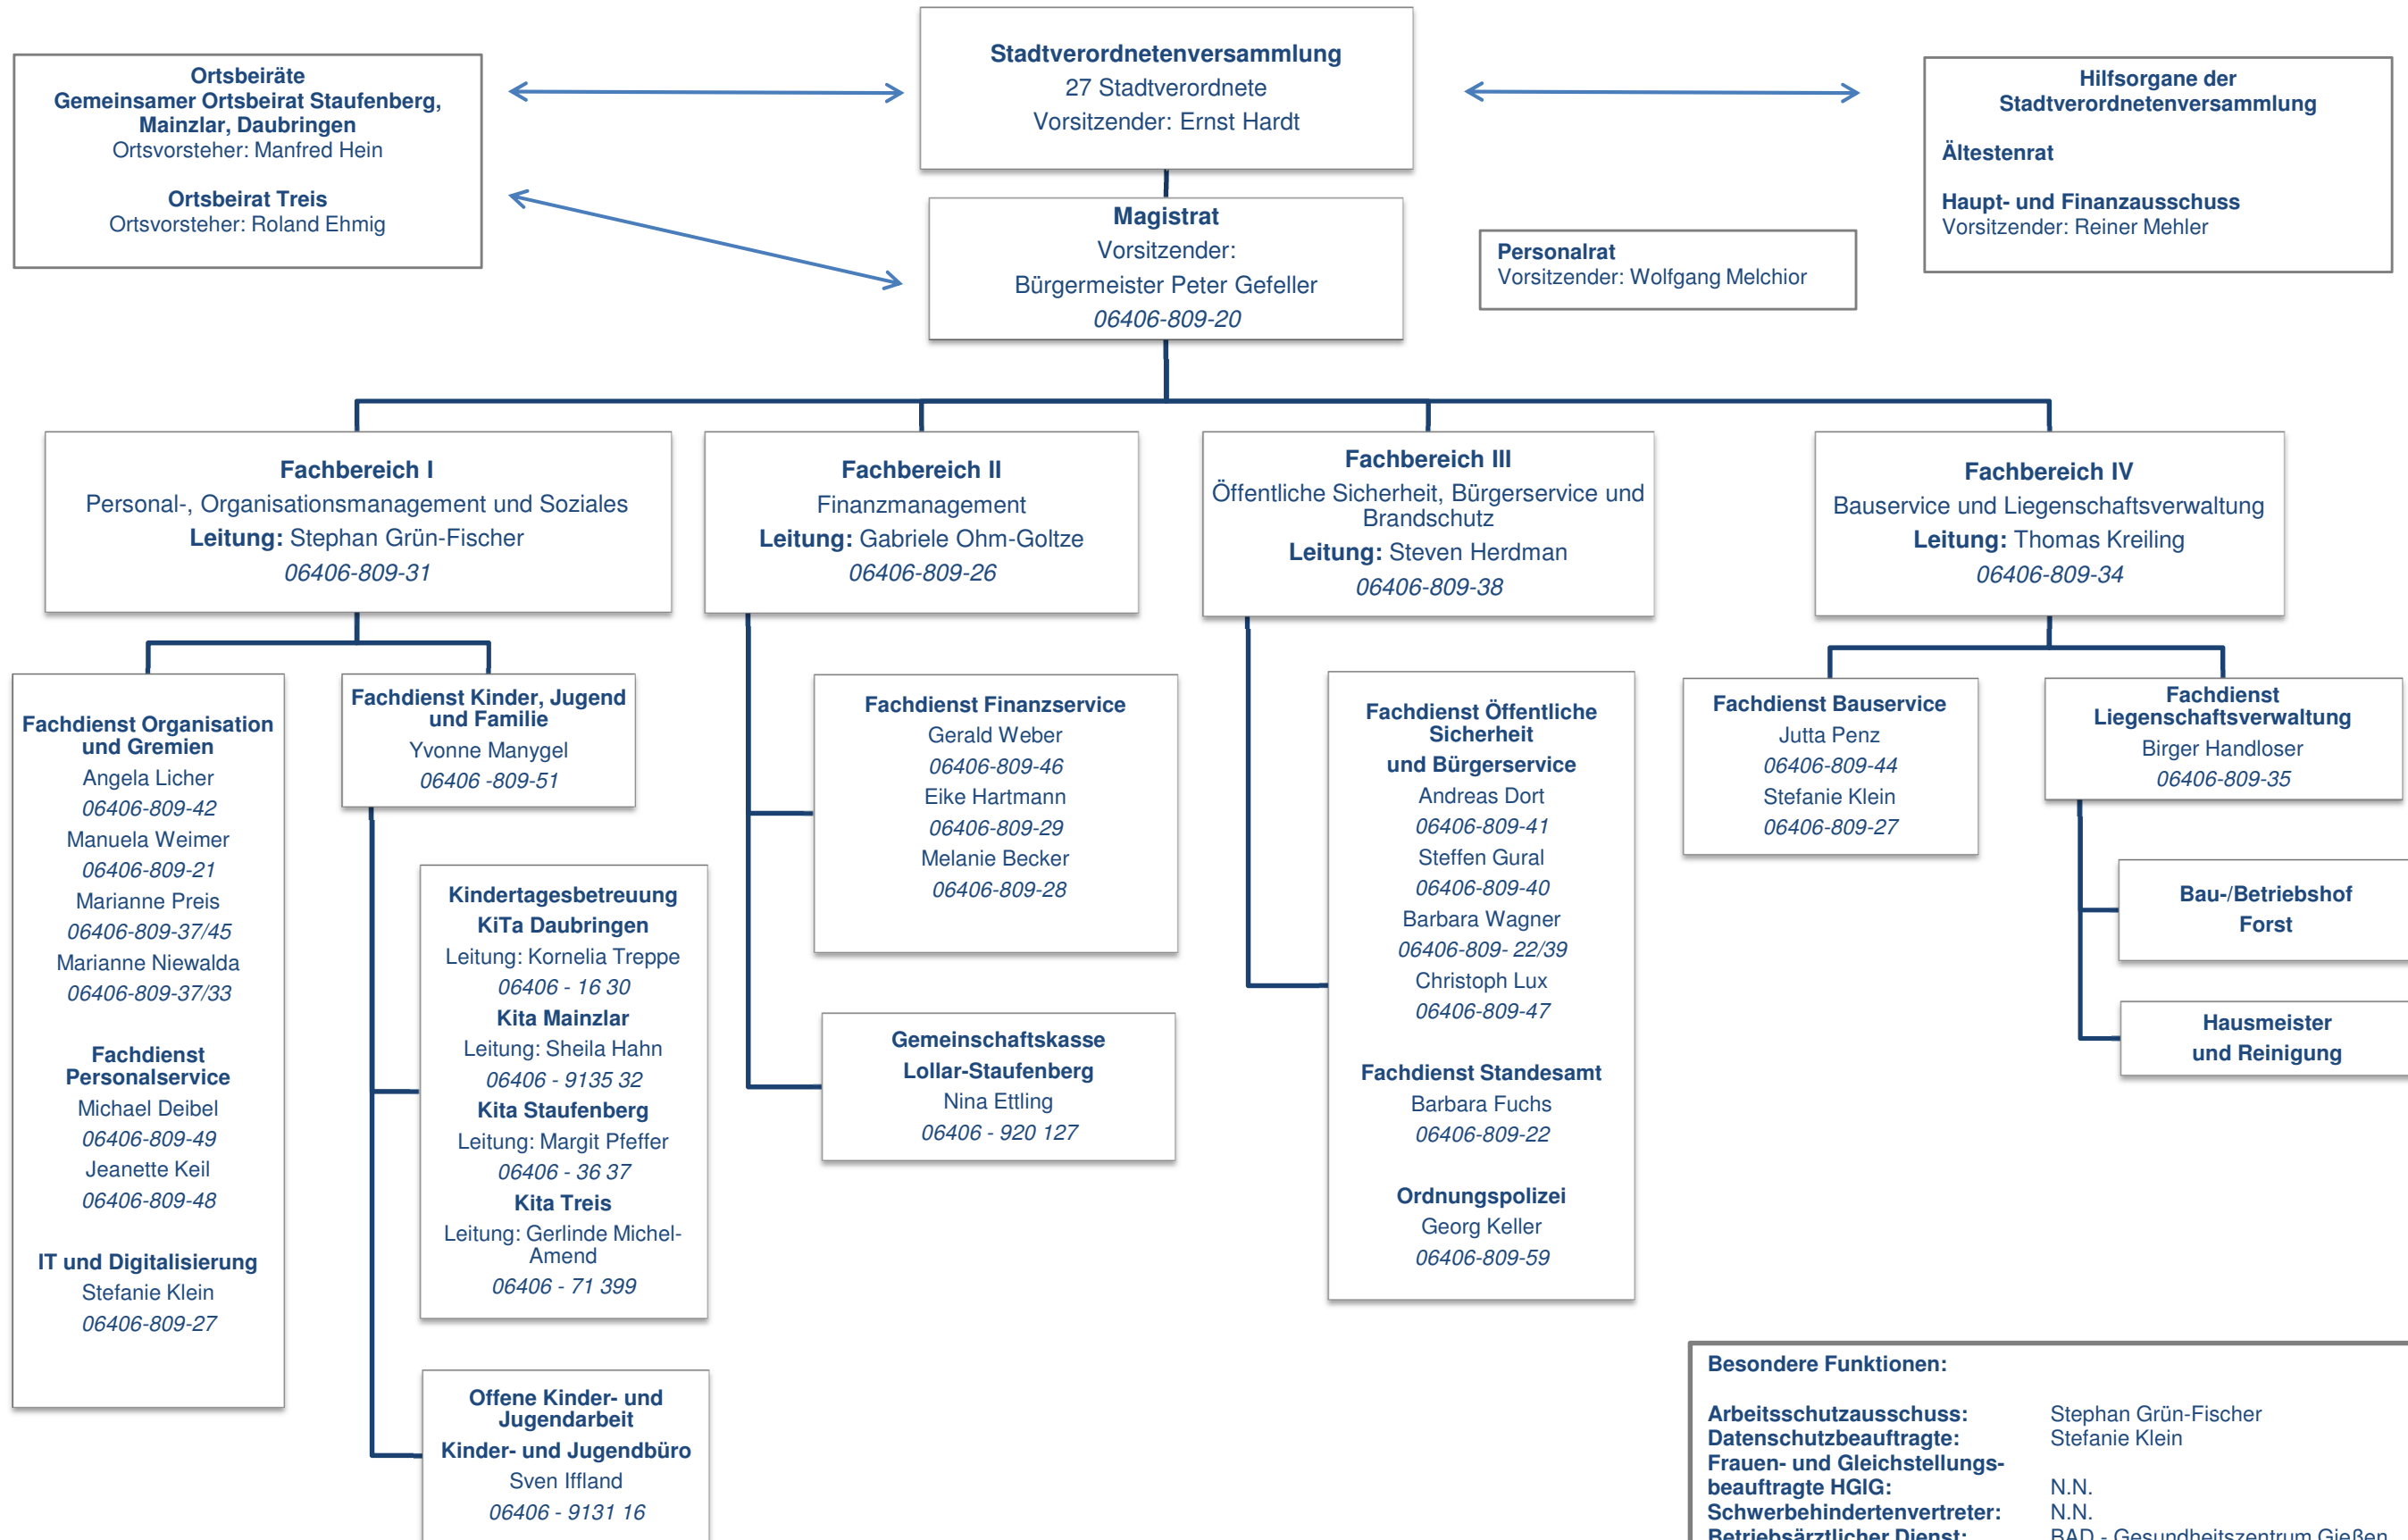 Ortsbeiräte
Gemeinsamer Ortsbeirat Staufenberg,
Mainzlar, Daubringen
Ortsvorsteher: Manfred Hein
Ortsbeirat Treis
Ortsvorsteher: Roland Ehmig
Stadtverordnetenversammlung
27 Stadtverordnete
Vorsitzender: Ernst Hardt
Hilfsorgane der
Stadtverordnetenversammlung
Ältestenrat
Haupt- und Finanzausschuss
Vorsitzender: Reiner Mehler
Magistrat
Vorsitzender:
Bürgermeister Peter Gefeller
06406-809-20
Personalrat
Vorsitzender: Wolfgang Melchior
Fachbereich I
Personal-, Organisationsmanagement und Soziales
Leitung: Stephan Grün-Fischer
06406-809-31
Fachbereich II
Finanzmanagement
Leitung: Gabriele Ohm-Goltze
06406-809-26
Fachbereich III
Öffentliche Sicherheit, Bürgerservice und
Brandschutz
Leitung: Steven Herdman
06406-809-38
Fachbereich IV
Bauservice und Liegenschaftsverwaltung
Leitung: Thomas Kreiling
06406-809-34
Fachdienst Organisation
und Gremien
Angela Licher
06406-809-42
Manuela Weimer
06406-809-21
Marianne Preis
06406-809-37/45
Marianne Niewalda
06406-809-37/33
Fachdienst
Personalservice
Michael Deibel
06406-809-49
Jeanette Keil
06406-809-48
IT und Digitalisierung
Stefanie Klein
06406-809-27
Fachdienst Kinder, Jugend
und Familie
Yvonne Manygel
06406 -809-51
Kindertagesbetreuung
KiTa Daubringen
Leitung: Kornelia Treppe
06406 - 16 30
Kita Mainzlar
Leitung: Sheila Hahn
06406 - 9135 32
Kita Staufenberg
Leitung: Margit Pfeffer
06406 - 36 37
Kita Treis
Leitung: Gerlinde Michel-
Amend
06406 - 71 399
Offene Kinder- und
Jugendarbeit
Kinder- und Jugendbüro
Sven Iffland
06406 - 9131 16
Fachdienst Finanzservice
Gerald Weber
06406-809-46
Eike Hartmann
06406-809-29
Melanie Becker
06406-809-28
Gemeinschaftskasse
Lollar-Staufenberg
Nina Ettling
06406 - 920 127
Fachdienst Öffentliche
Sicherheit
und Bürgerservice
Andreas Dort
06406-809-41
Steffen Gural
06406-809-40
Barbara Wagner
06406-809- 22/39
Christoph Lux
06406-809-47
Fachdienst Standesamt
Barbara Fuchs
06406-809-22
Ordnungspolizei
Georg Keller
06406-809-59
Fachdienst Bauservice
Jutta Penz
06406-809-44
Stefanie Klein
06406-809-27
Fachdienst
Liegenschaftsverwaltung
Birger Handloser
06406-809-35
Bau-/Betriebshof
Forst
Hausmeister
und Reinigung
Besondere Funktionen:
Arbeitsschutzausschuss: Stephan Grün-Fischer
Datenschutzbeauftragte: Stefanie Klein
Frauen- und Gleichstellungs-
beauftragte HGIG: N.N.
Schwerbehindertenvertreter: N.N.
Betriebsärztlicher Dienst: BAD - Gesundheitszentrum Gießen